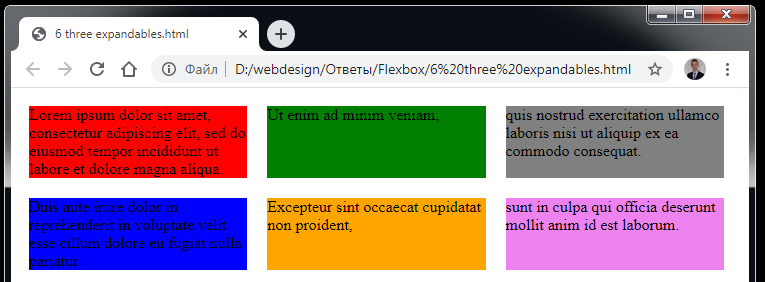 6 three expandables.html
Файл | D:/webdesign/Ответы/Flexbox/6%20three%20expandables.html
Lorem ipsum dolor sit amet,
consectetur adipiscing elit, sed do
eiusmod tempor incididunt ut
labore et dolore magna aliqua.
Ut enim ad minim veniam,
quis nostrud exercitation ullamco
laboris nisi ut aliquip ex ea
commodo consequat.
Duis aute irure dolor in
reprehenderit in voluptate velit
esse cillum dolore eu fugiat nulla
pariatur.
Excepteur sint occaecat cupidatat
non proident,
sunt in culpa qui officia deserunt
mollit anim id est laborum.